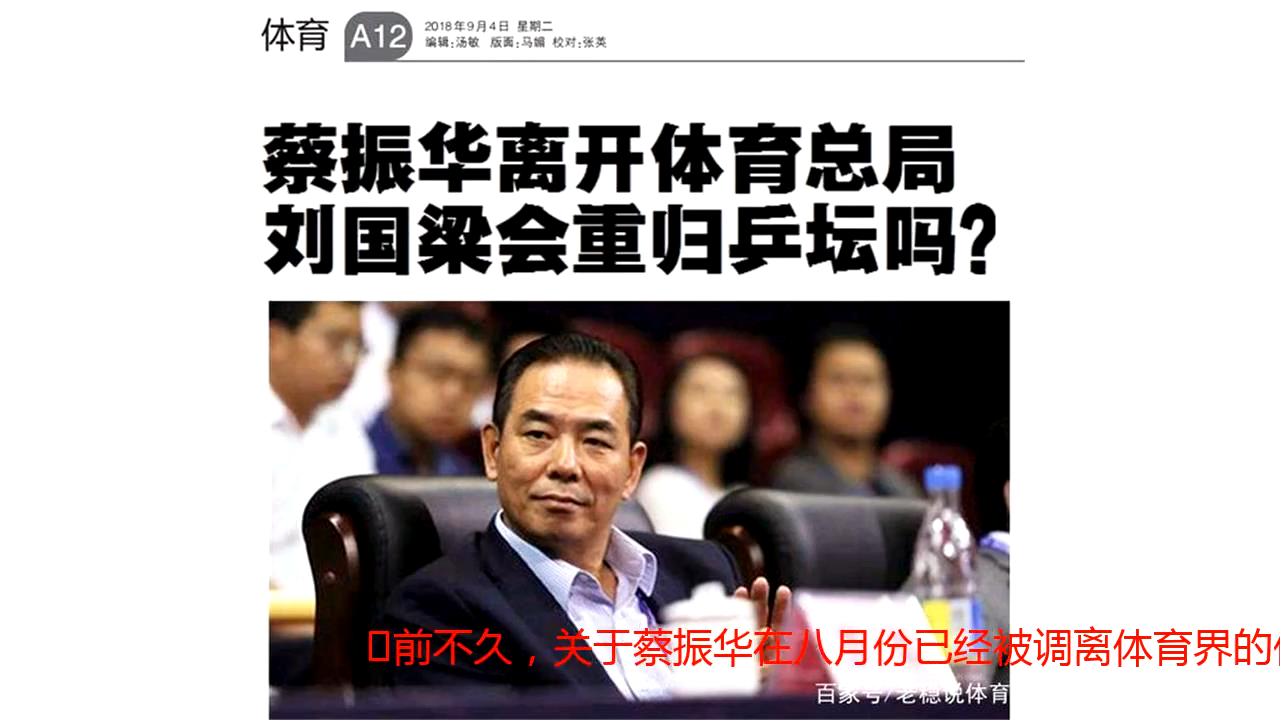 体育 A12 2018年9月4日 星期二
编辑:汤敏 版面:马媚 校对:张英
蔡振华离开体育总局
刘国梁会重归乒坛吗?
前不久，关于蔡振华在八月份已经被调离体育界的
百家号/老穆说体育